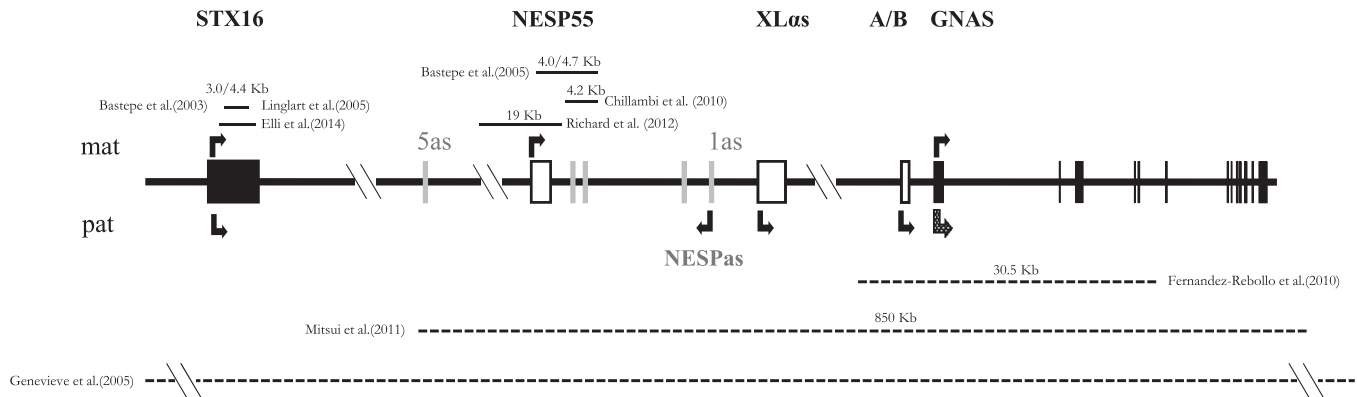 STX16 NESP55 XLαs A/B GNAS
4.0/4.7 Kb
Bastepe et al.(2005)
3.0/4.4 Kb
4.2 Kb
Bastepe et al.(2003) Linglart et al.(2005)
Chillambi et al. (2010)
19 Kb
Elli et al.(2014)
Richard et al. (2012)
mat
5as
1as
pat
NESPas
30.5 Kb
Fernandez-Rebollo et al.(2010)
850 Kb
Mitsui et al.(2011)
Genevieve et al.(2005)